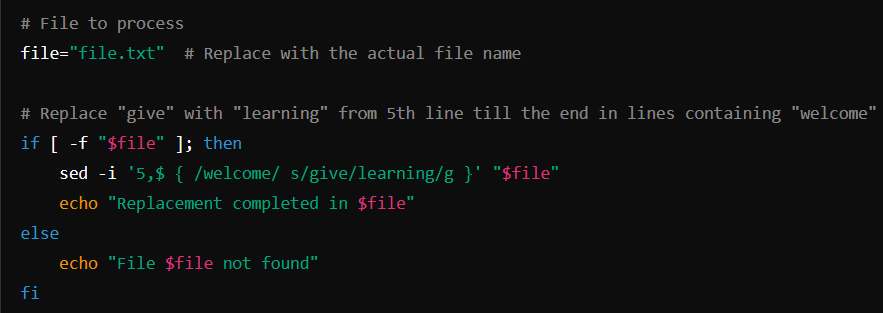 # File to process
file="file.txt"  # Replace with the actual file name
# Replace "give" with "learning" from 5th line till the end in lines containing "welcome"
if [ -f "$file" ]; then
    sed -i '5,$ { /welcome/ s/give/learning/g }' "$file"
    echo "Replacement completed in $file"
else
    echo "File $file not found"
fi